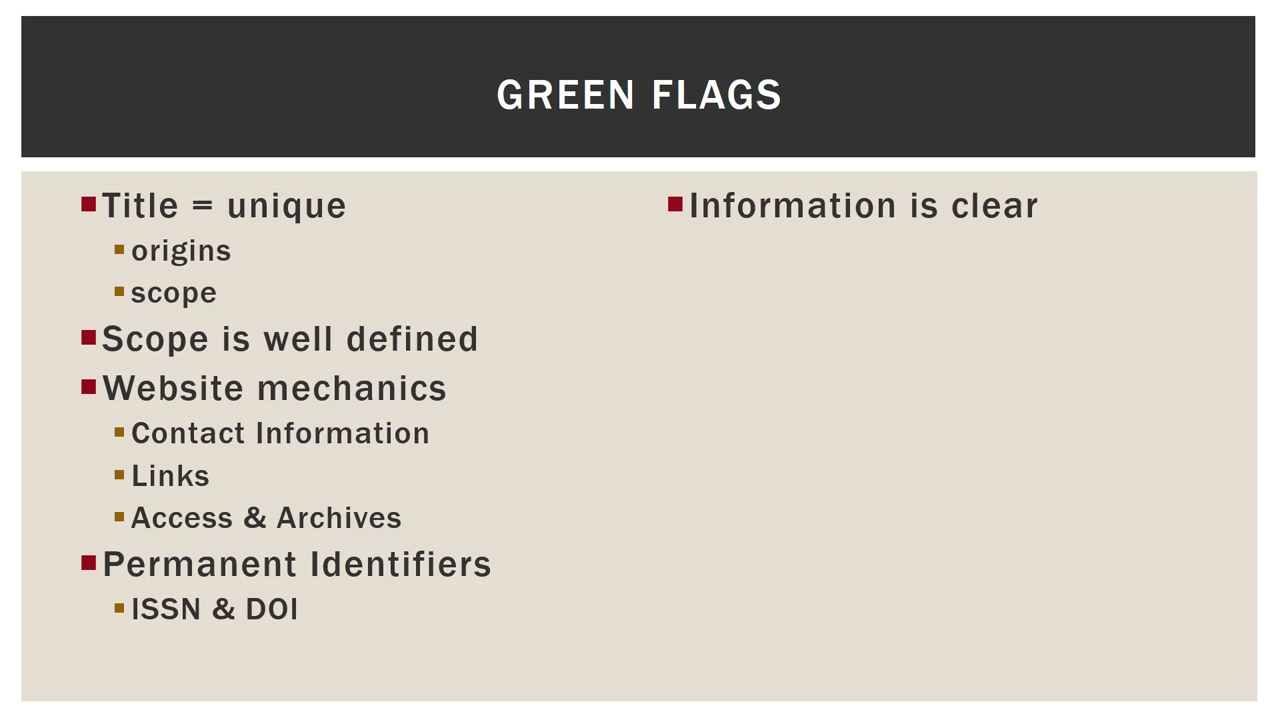 GREEN FLAGS
Title = unique
origins
scope
Scope is well defined
Website mechanics
Contact Information
Links
Access & Archives
Permanent Identifiers
ISSN & DOI
Information is clear